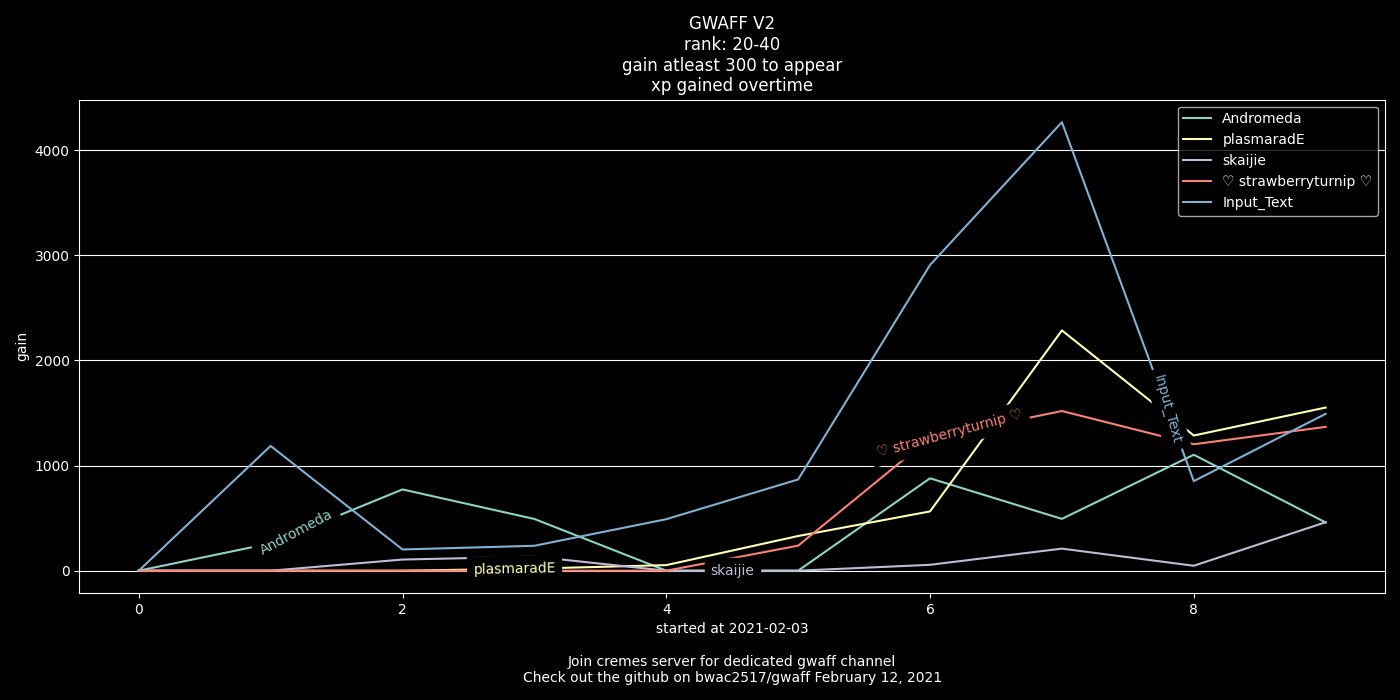 GWAFF V2
rank: 20-40
gain atleast 300 to appear
xp gained overtime
Andromeda
plasmaradE
skaijie
♡ strawberryturnip ♡
Input_Text
4000
3000
2000
1000
0
gain
Andromeda
plasmaradE
skaijie
♡ strawberryturnip ♡
Input_Text
0 2 4 6 8
started at 2021-02-03
Join cremes server for dedicated gwaff channel
Check out the github on bwac2517/gwaff February 12, 2021